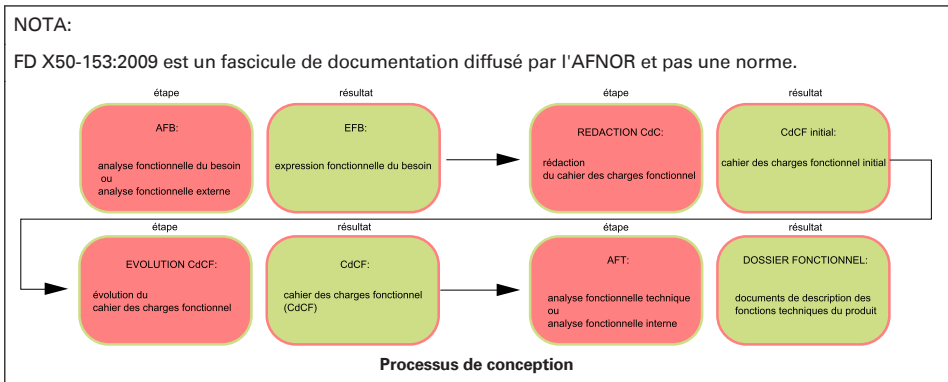 NOTA:
FD X50-153:2009 est un fascicule de documentation diffusé par l'AFNOR et pas une norme.
étape
AFB:
analyse fonctionnelle du besoin
ou
analyse fonctionnelle externe
résultat
EFB:
expression fonctionnelle du besoin
étape
REDACTION CdC:
rédaction
du cahier des charges fonctionnel
résultat
CdCF initial:
cahier des charges fonctionnel initial
étape
EVOLUTION CdCF:
évolution du
cahier des charges fonctionnel
résultat
CdCF:
cahier des charges fonctionnel
(CdCF)
étape
AFT:
analyse fonctionnelle technique
ou
analyse fonctionnelle interne
résultat
DOSSIER FONCTIONNEL:
documents de description des
fonctions techniques du produit
Processus de conception